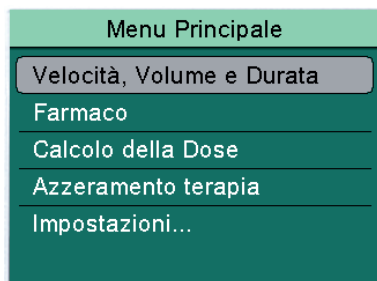 Menu Principale
Velocità, Volume e Durata
Farmaco
Calcolo della Dose
Azzeramento terapia
Impostazioni...